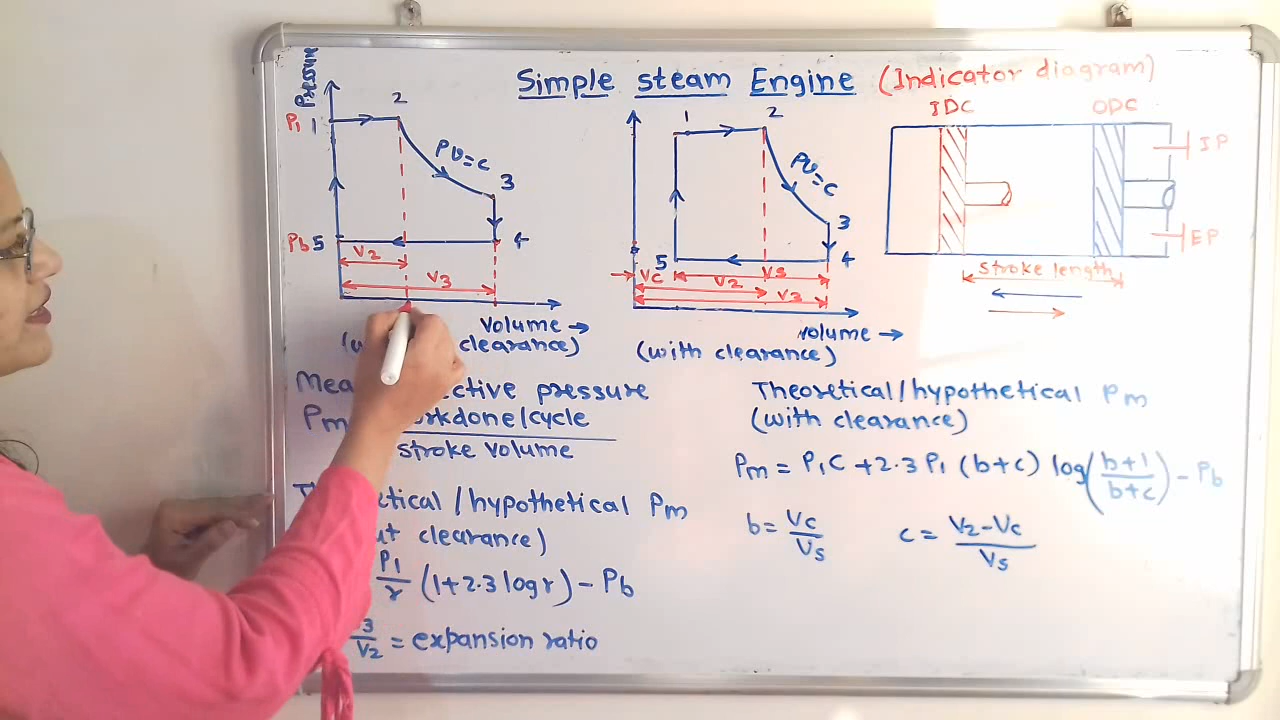 Simple steam Engine (Indicator diagram)
Pressure
P1 1
2
PV=C
3
Pb 5
4
V2
V3
volume →
clearance)
1
2
PV=C
3
5
4
Vc
Vs
V2
V3
volume →
(with clearance)
IDC
ODC
IP
EP
stroke length
Mea ctive pressure
Pm rkdone/cycle
stroke volume
etical/hypothetical Pm
ut clearance)
P1/r (1+2.3 log r) - Pb
3/V2 = expansion ratio
Theoretical/hypothetical Pm
(with clearance)
Pm = P1C + 2.3 P1 (b+c) log (b+1/b+c) - Pb
b = Vc/Vs
c = V2-Vc/Vs